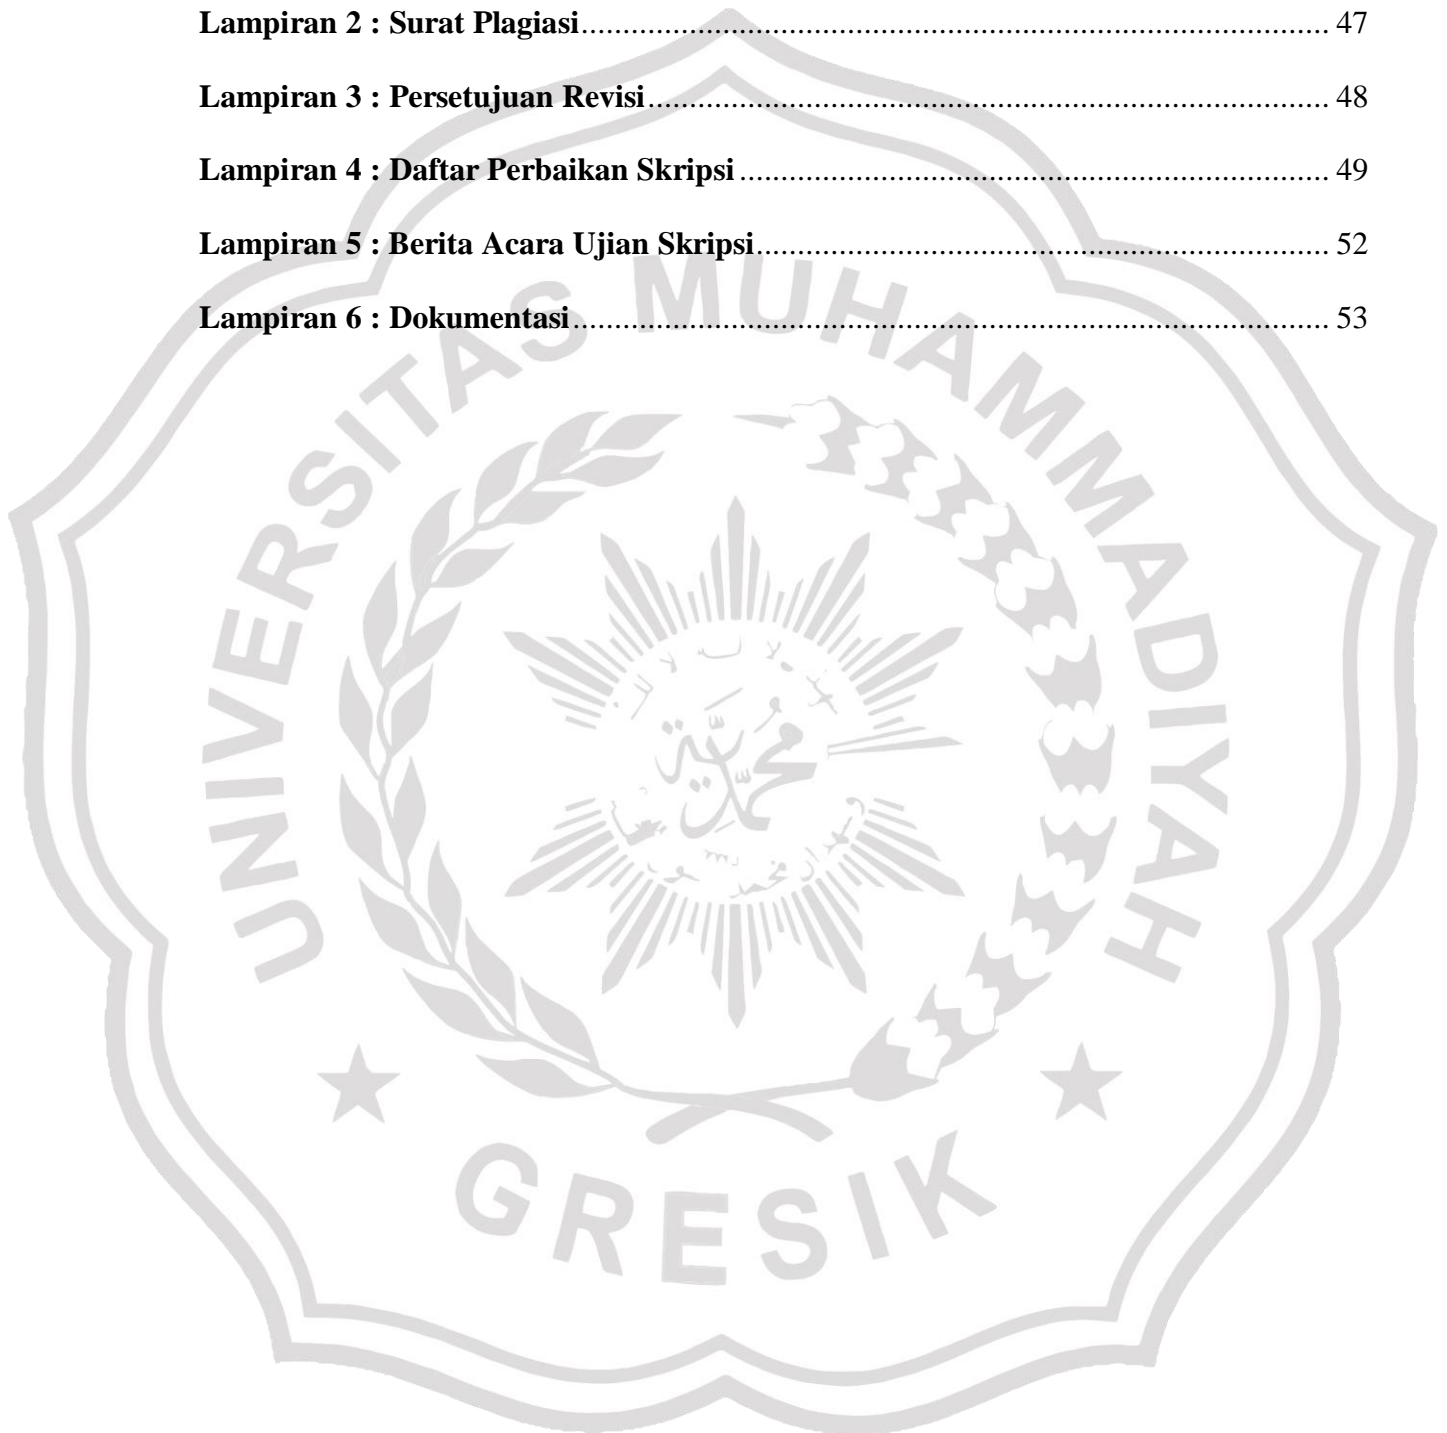 Lampiran 2 : Surat Plagiasi.......................................................................................... 47
Lampiran 3 : Persetujuan Revisi.................................................................................. 48
Lampiran 4 : Daftar Perbaikan Skripsi....................................................................... 49
Lampiran 5 : Berita Acara Ujian Skripsi..................................................................... 52
Lampiran 6 : Dokumentasi........................................................................................... 53
UNIVERSITAS MUHAMMADIYAH
محمدية
GRESIK